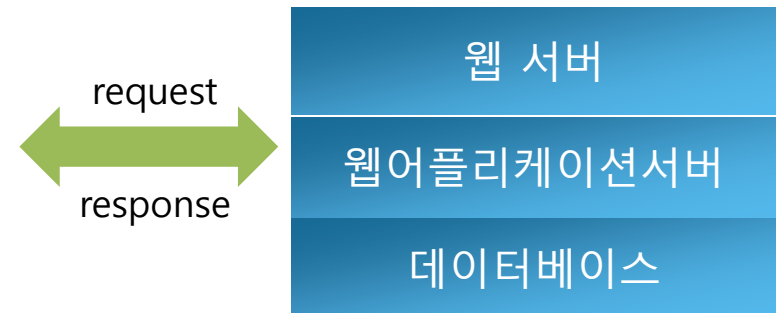 request
response
웹 서버
웹어플리케이션서버
데이터베이스